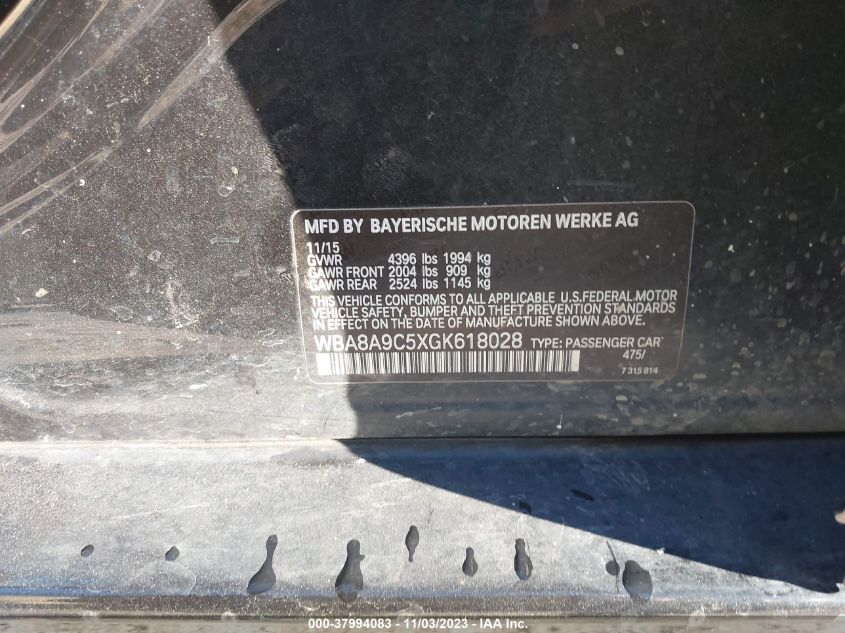 MFD BY BAYERISCHE MOTOREN WERKE AG
11/15
GVWR 4396 lbs 1994 kg
GAWR FRONT 2004 lbs 909 kg
GAWR REAR 2524 lbs 1145 kg
THIS VEHICLE CONFORMS TO ALL APPLICABLE U.S.FEDERAL MOTOR
VEHICLE SAFETY, BUMPER AND THEFT PREVENTION STANDARDS
IN EFFECT ON THE DATE OF MANUFACTURE SHOWN ABOVE.
WBA8A9C5XGK618028 TYPE: PASSENGER CAR
475/
7 315 814
000-37994083 - 11/03/2023 - IAA Inc.